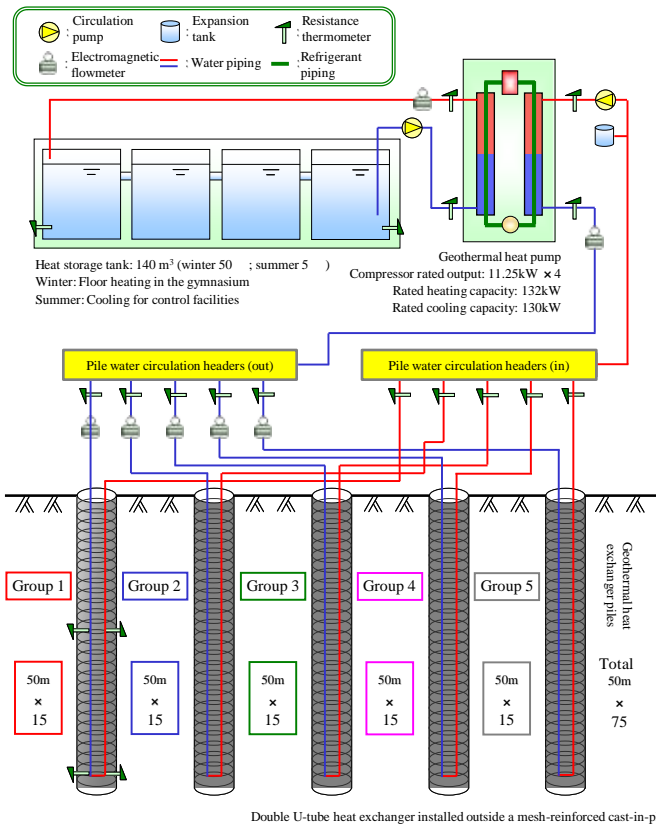 Circulation
pump
Expansion
tank
Resistance
thermometer
Electromagnetic
flowmeter
: Water piping
: Refrigerant
piping
Heat storage tank: 140 m³ (winter 50 ; summer 5 )
Winter: Floor heating in the gymnasium
Summer: Cooling for control facilities
Geothermal heat pump
Compressor rated output: 11.25kW × 4
Rated heating capacity: 132kW
Rated cooling capacity: 130kW
Pile water circulation headers (out)
Pile water circulation headers (in)
Group 1
Group 2
Group 3
Group 4
Group 5
Geothermal heat
exchanger piles
50m
×
15
50m
×
15
50m
×
15
50m
×
15
50m
×
15
Total
50m
×
75
Double U-tube heat exchanger installed outside a mesh-reinforced cast-in-p